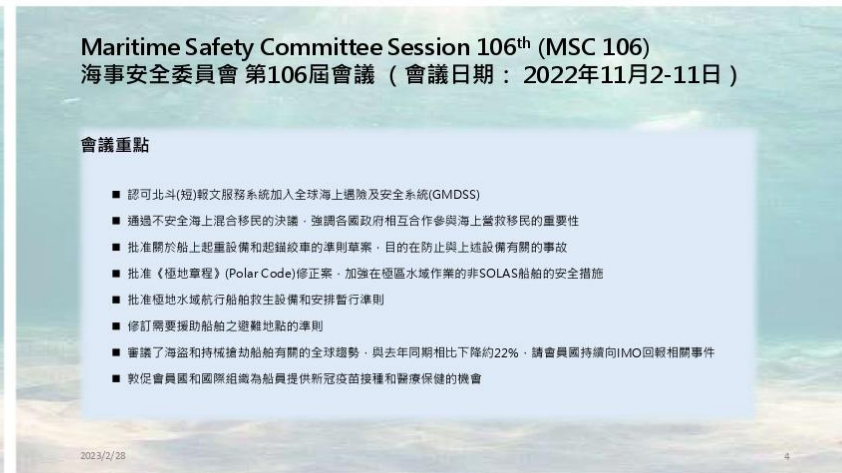 Maritime Safety Committee Session 106th (MSC 106)
海事安全委員會 第106屆會議 （會議日期： 2022年11月2-11日）
會議重點
■ 認可北斗(短)報文服務系統加入全球海上遇險及安全系統(GMDSS)
■ 通過不安全海上混合移民的決議，強調各國政府相互合作參與海上營救移民的重要性
■ 批准關於船上起重設備和起錨絞車的準則草案，目的在防止與上述設備有關的事故
■ 批准《極地章程》(Polar Code)修正案，加強在極區水域作業的非SOLAS船舶的安全措施
■ 批准極地水域航行船舶救生設備和安排暫行準則
■ 修訂需要援助船舶之避難地點的準則
■ 審議了海盜和持械搶劫船舶有關的全球趨勢，與去年同期相比下降約22%，請會員國持續向IMO回報相關事件
■ 敦促會員國和國際組織為船員提供新冠疫苗接種和醫療保健的機會
2023/2/28
4